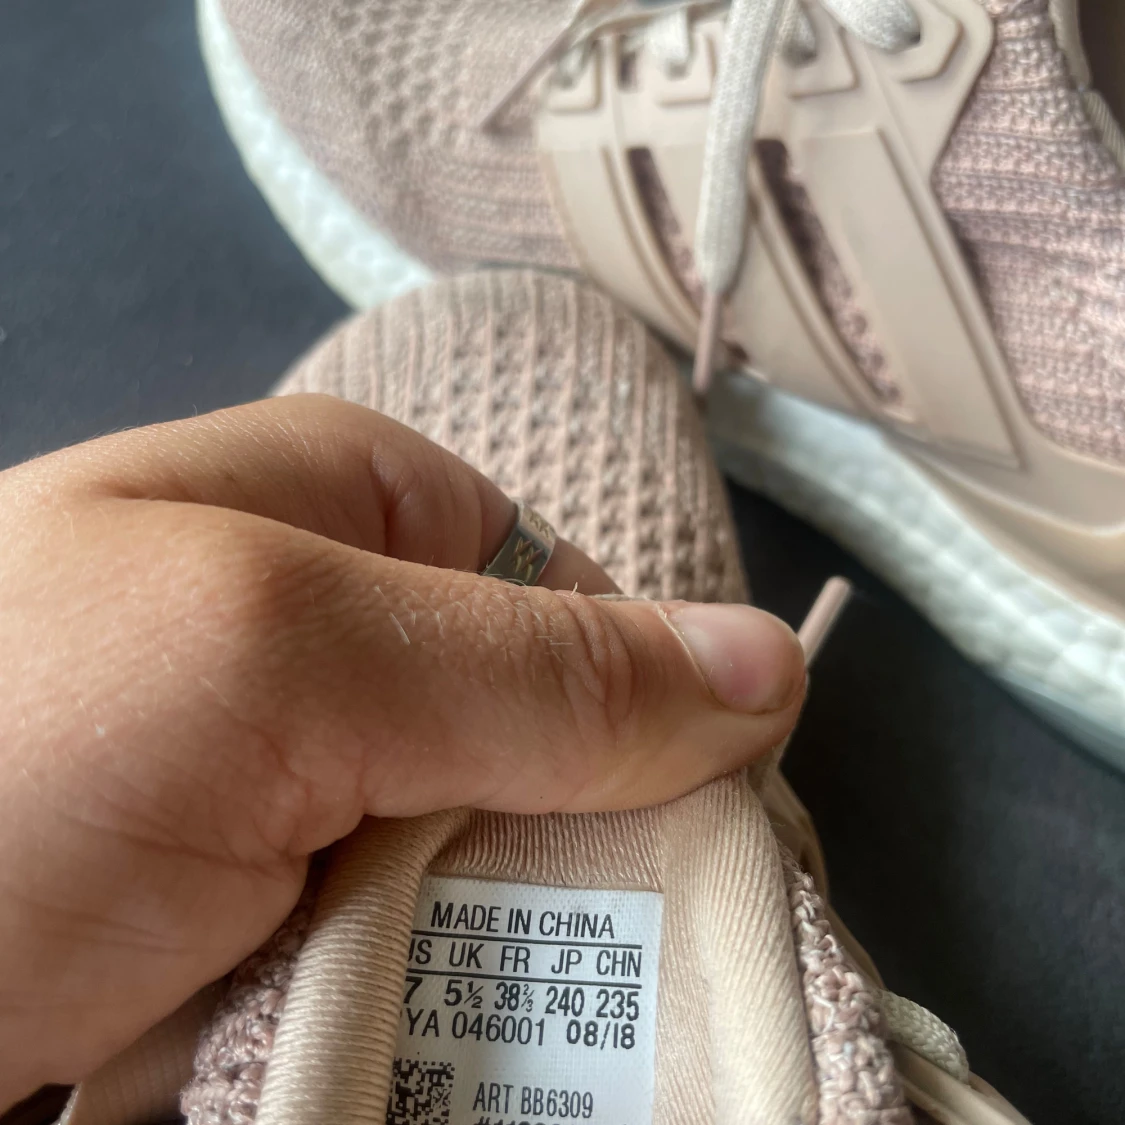 MADE IN CHINA
US UK FR JP CHN
7 5½ 38⅔ 240 235
YA 046001 08/18
ART BB6309